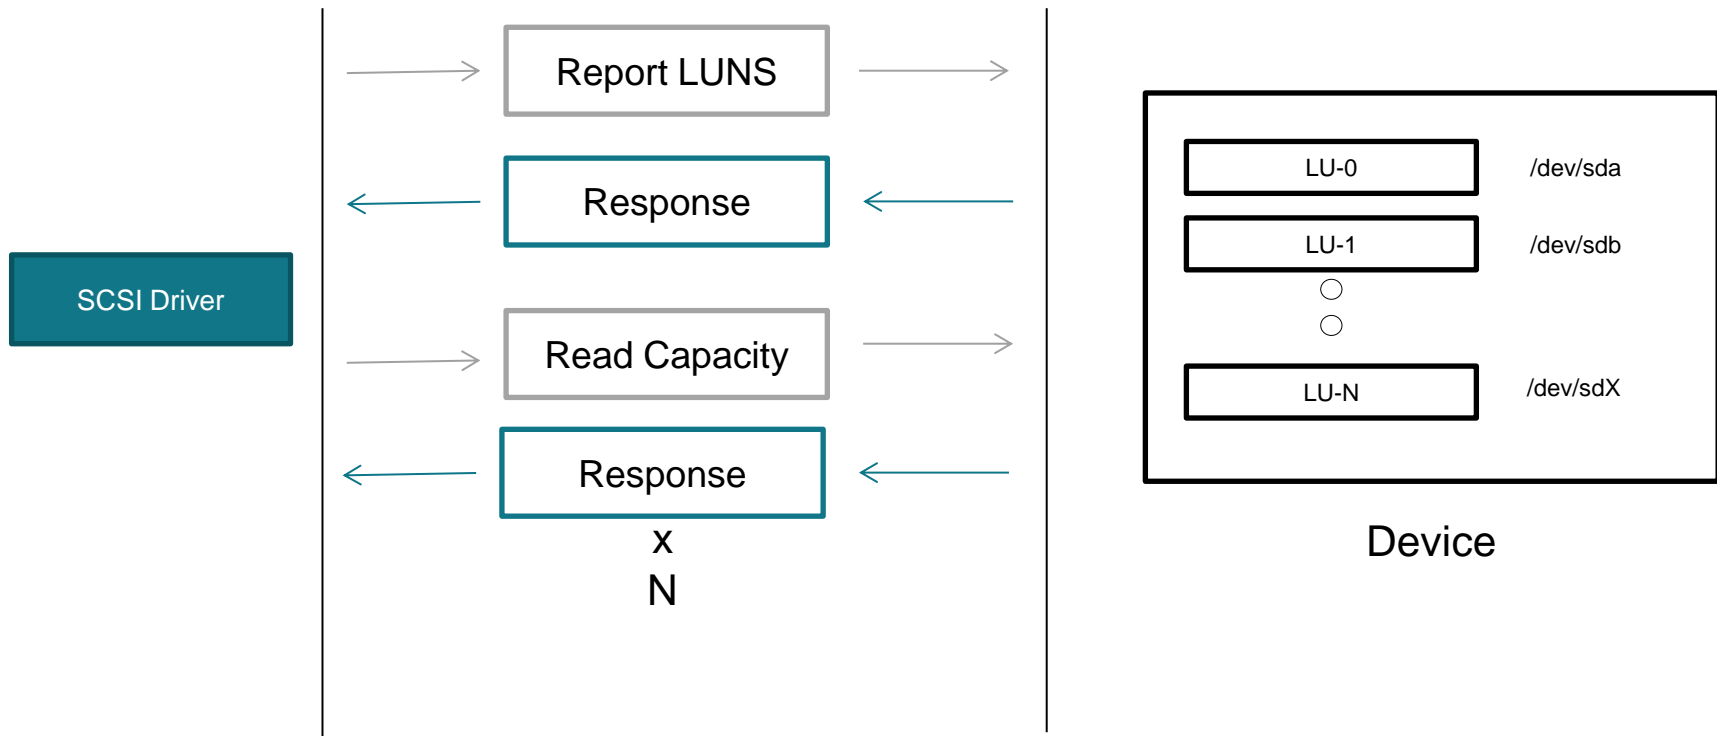 SCSI Driver
Report LUNS
Response
Read Capacity
Response
x
N
LU-0
/dev/sda
LU-1
/dev/sdb
LU-N
/dev/sdX
Device